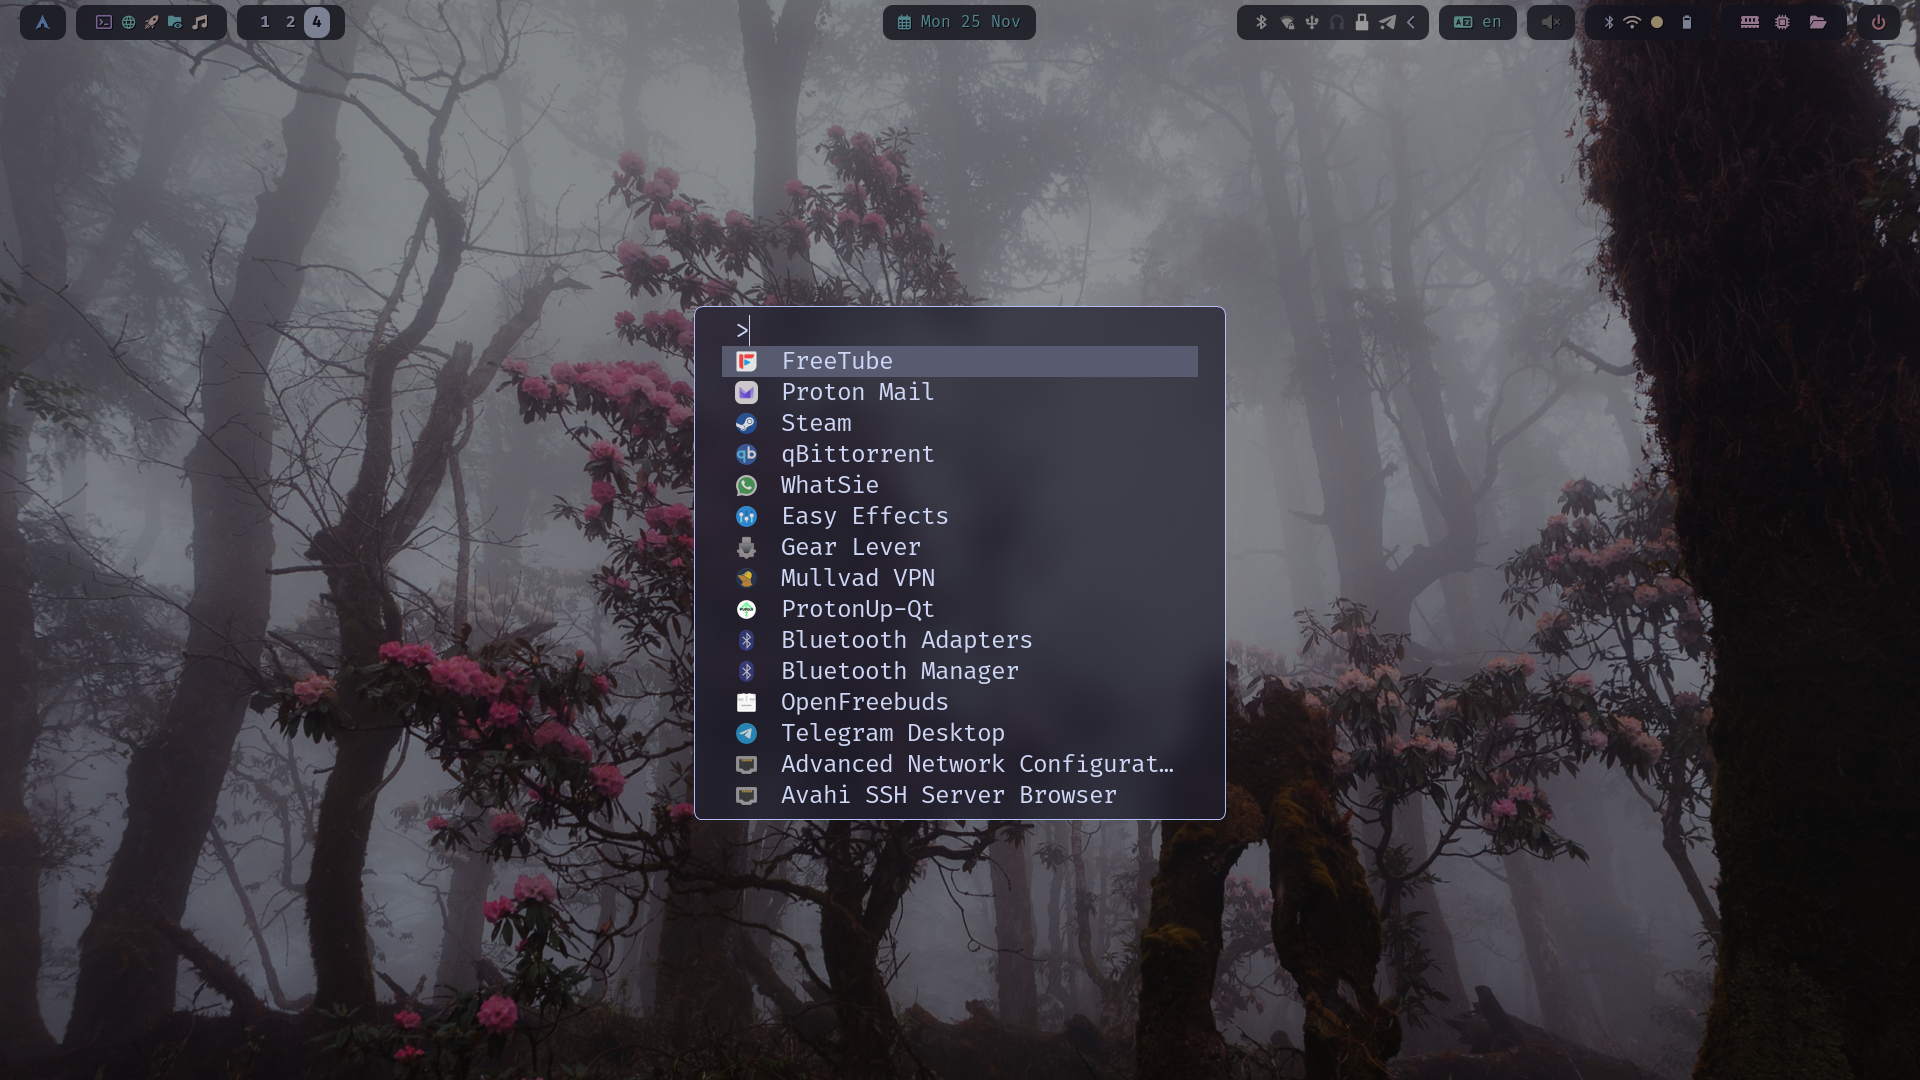 1 2 4
Mon 25 Nov
en
>
FreeTube
Proton Mail
Steam
qBittorrent
WhatSie
Easy Effects
Gear Lever
Mullvad VPN
ProtonUp-Qt
Bluetooth Adapters
Bluetooth Manager
OpenFreebuds
Telegram Desktop
Advanced Network Configurat…
Avahi SSH Server Browser